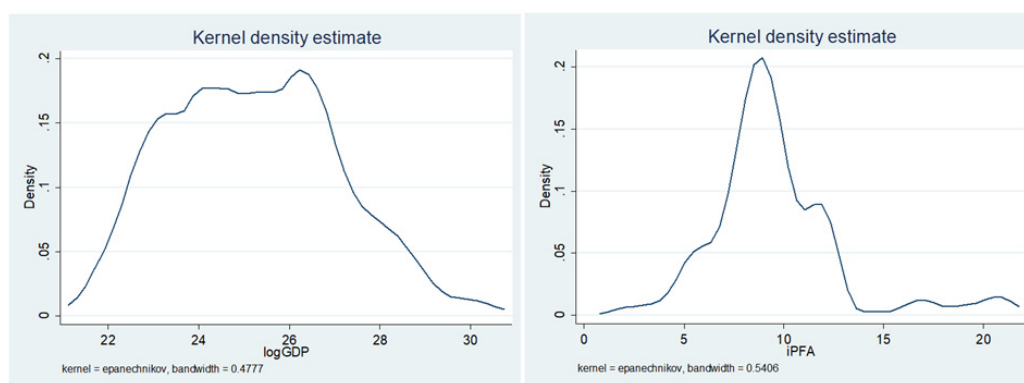 Kernel density estimate
.2
.15
.1
.05
0
Density
22 24 26 28 30
logGDP
kernel = epanechnikov, bandwidth = 0.4777
Kernel density estimate
.2
.15
.1
.05
0
Density
0 5 10 15 20
iPFA
kernel = epanechnikov, bandwidth = 0.5406